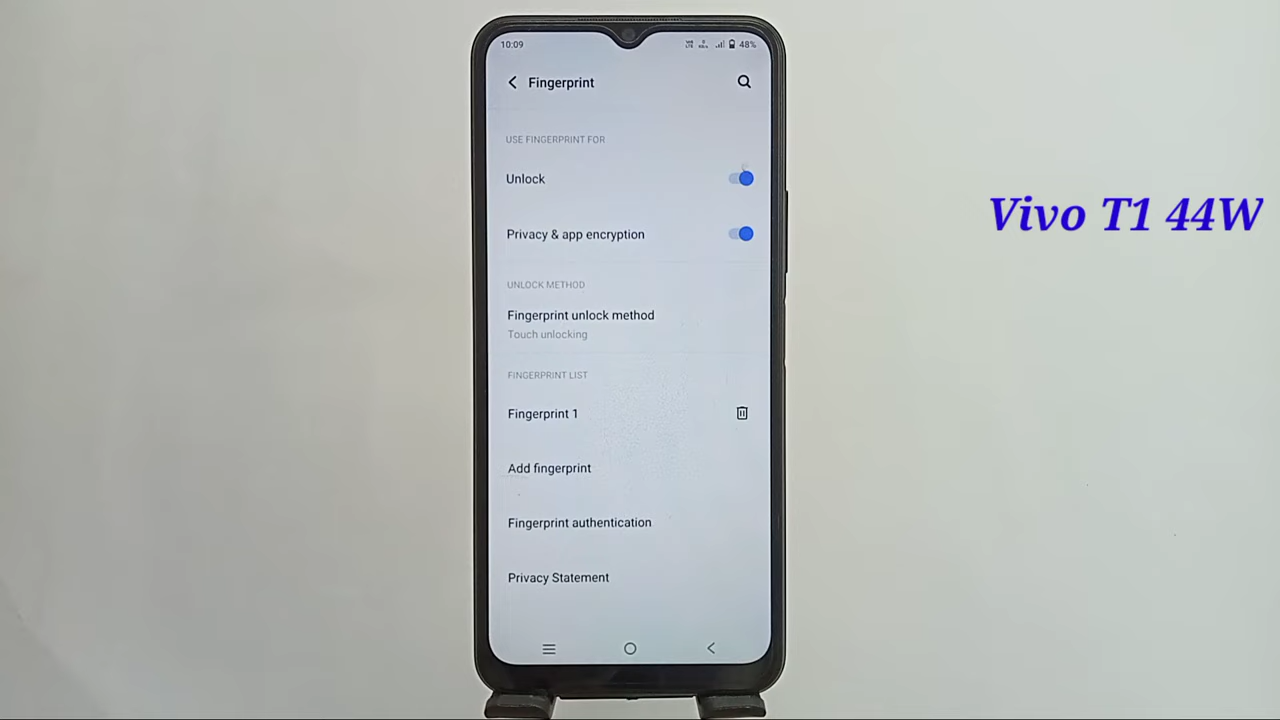 10:09
48%
Fingerprint
USE FINGERPRINT FOR
Unlock
Vivo T1 44W
Privacy & app encryption
UNLOCK METHOD
Fingerprint unlock method
Touch unlocking
FINGERPRINT LIST
Fingerprint 1
Add fingerprint
Fingerprint authentication
Privacy Statement